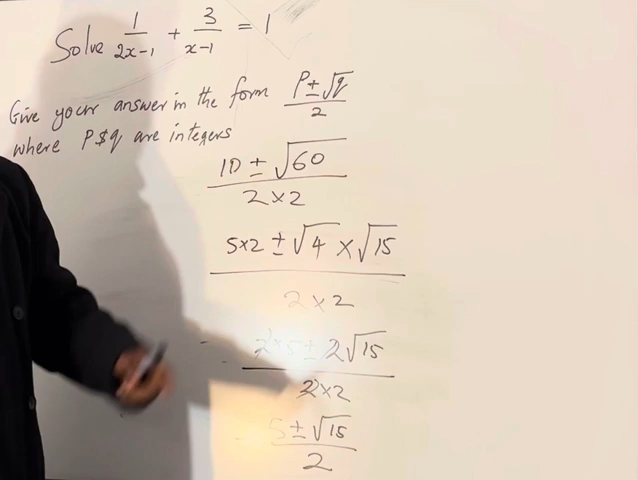 Solve 1/(2x-1) + 3/(x-1) = 1
Give your answer in the form (P ± √q)/2
where P & q are integers
(10 ± √60)/(2×2)
(5×2 ± √4 × √15)/(2×2)
(2×5 ± 2√15)/(2×2)
(5 ± √15)/2